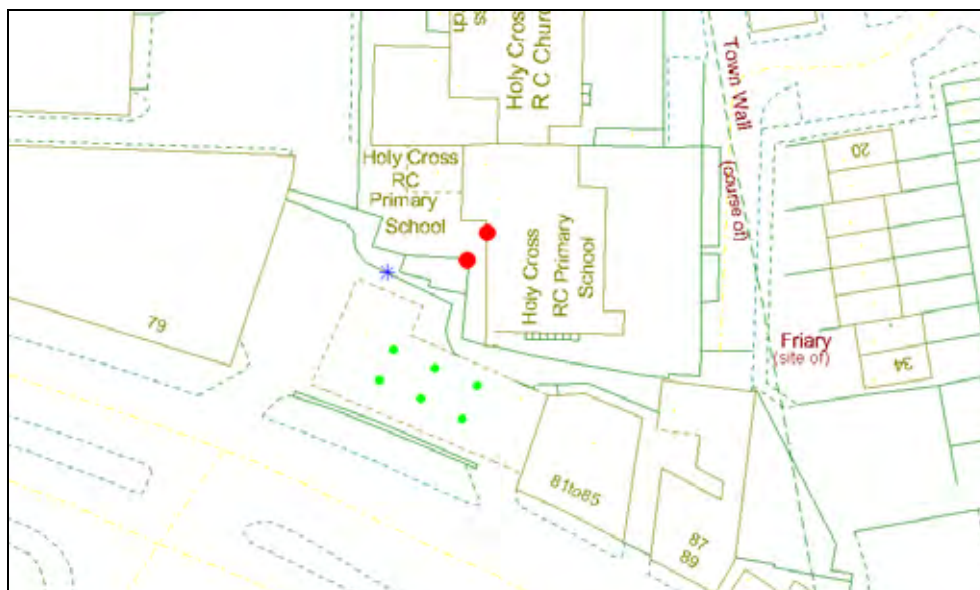 Holy Cross
R C Church
Town Wall
(course of)
20
Holy Cross
RC
Primary
School
Holy Cross
RC Primary
School
79
Friary
(site of)
34
81to85
87
89